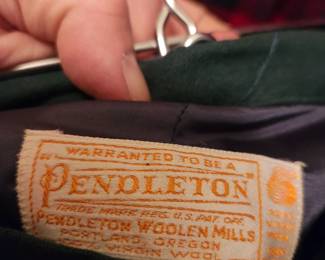 "WARRANTED TO BE A
PENDLETON"
TRADE MARK REG. U.S. PAT. OFF.
PENDLETON WOOLEN MILLS
PORTLAND, OREGON
VIRGIN WOOL